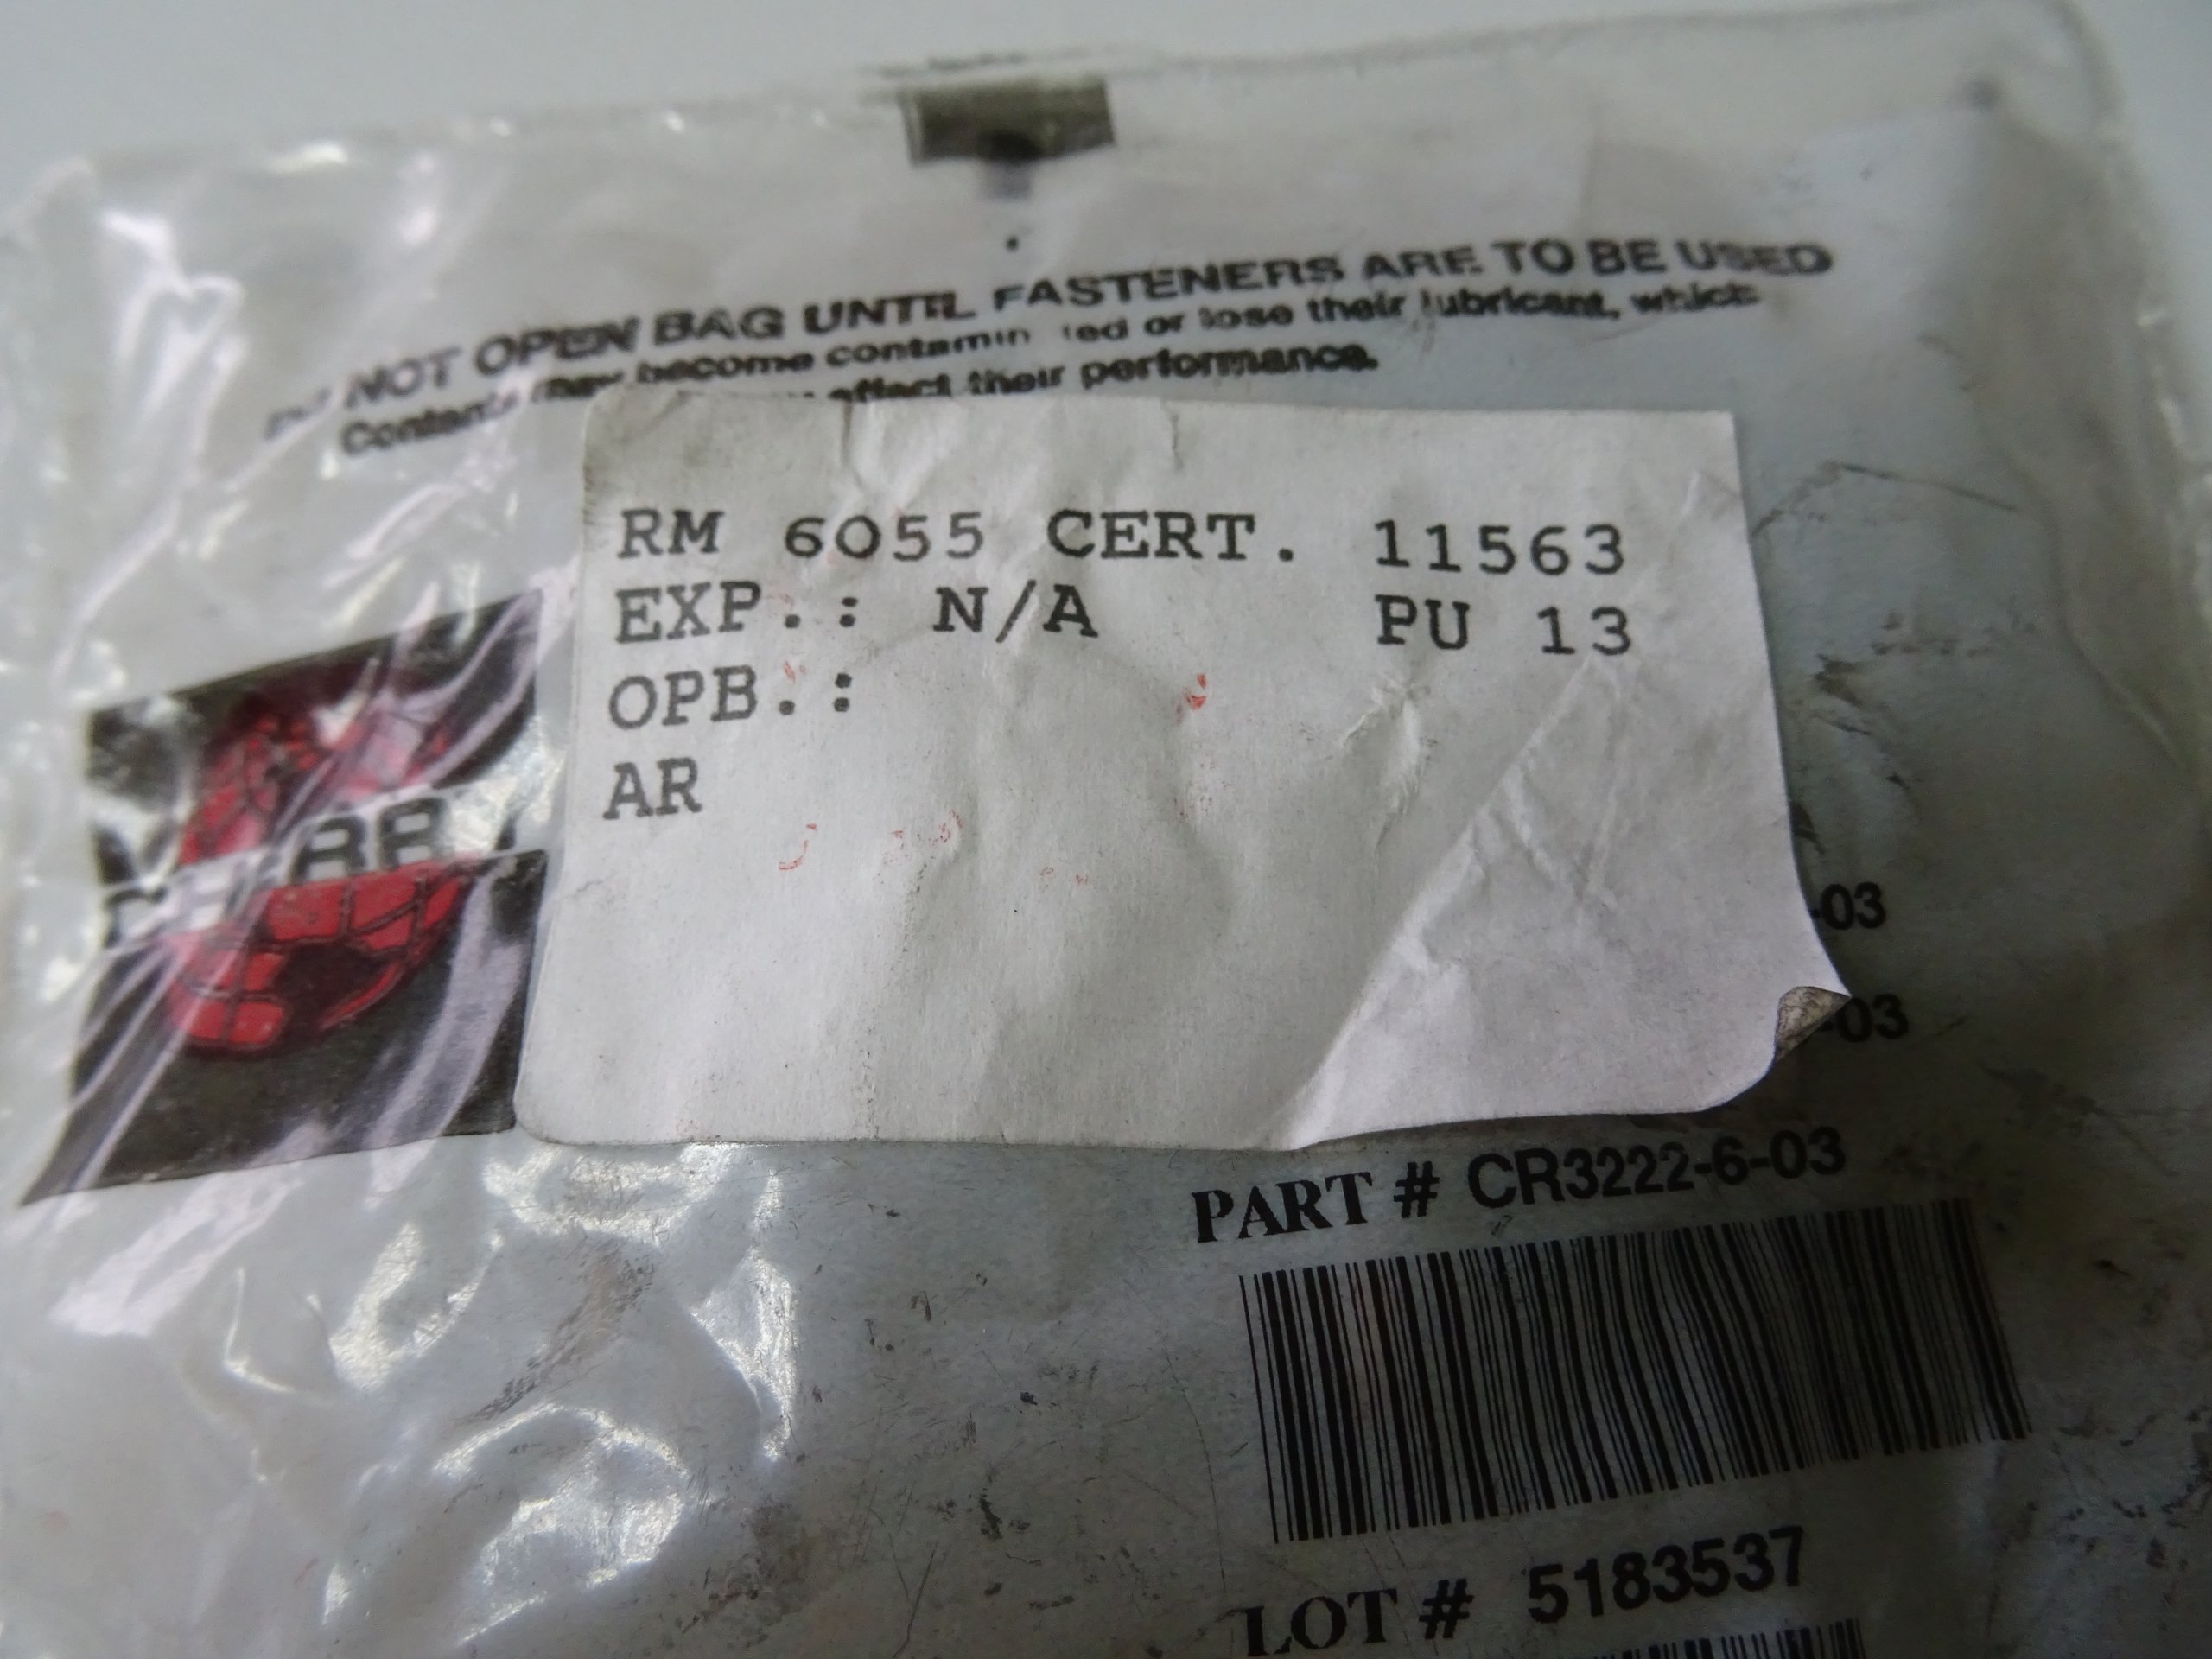 NOT OPEN BAG UNTIL FASTENERS ARE TO BE USED
Contents may become contamin ted or lose their lubricant, which
affect their performance.
RM 6055 CERT. 11563
EXP.: N/A PU 13
OPB.:
AR
-03
-03
PART # CR3222-6-03
LOT # 5183537